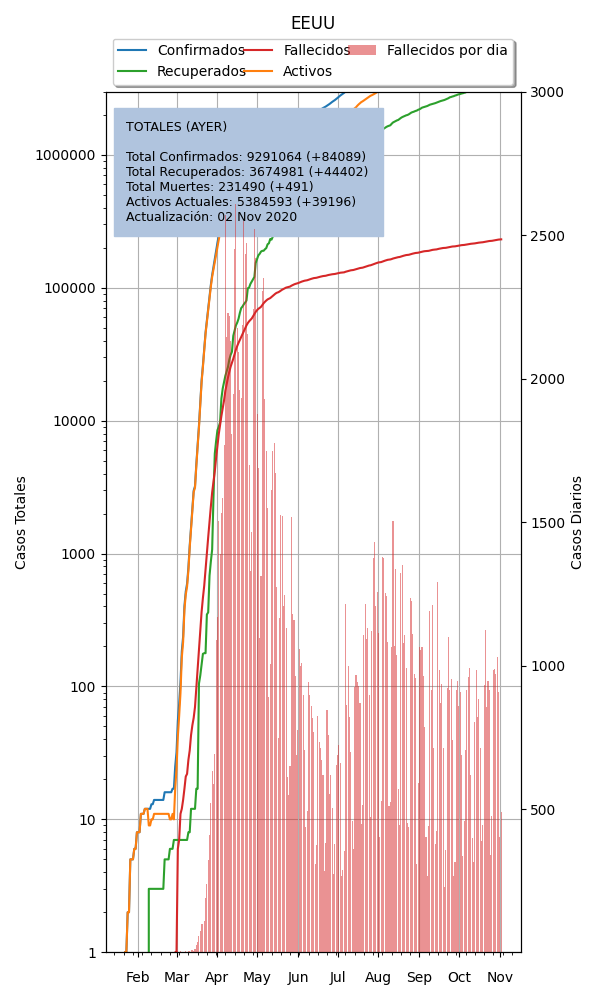 EEUU
Confirmados Fallecidos Fallecidos por dia
Recuperados Activos
TOTALES (AYER)
Total Confirmados: 9291064 (+84089)
Total Recuperados: 3674981 (+44402)
Total Muertes: 231490 (+491)
Activos Actuales: 5384593 (+39196)
Actualización: 02 Nov 2020
Casos Totales
1000000
100000
10000
1000
100
10
1
3000
2500
2000
1500
1000
500
Casos Diarios
Feb Mar Apr May Jun Jul Aug Sep Oct Nov